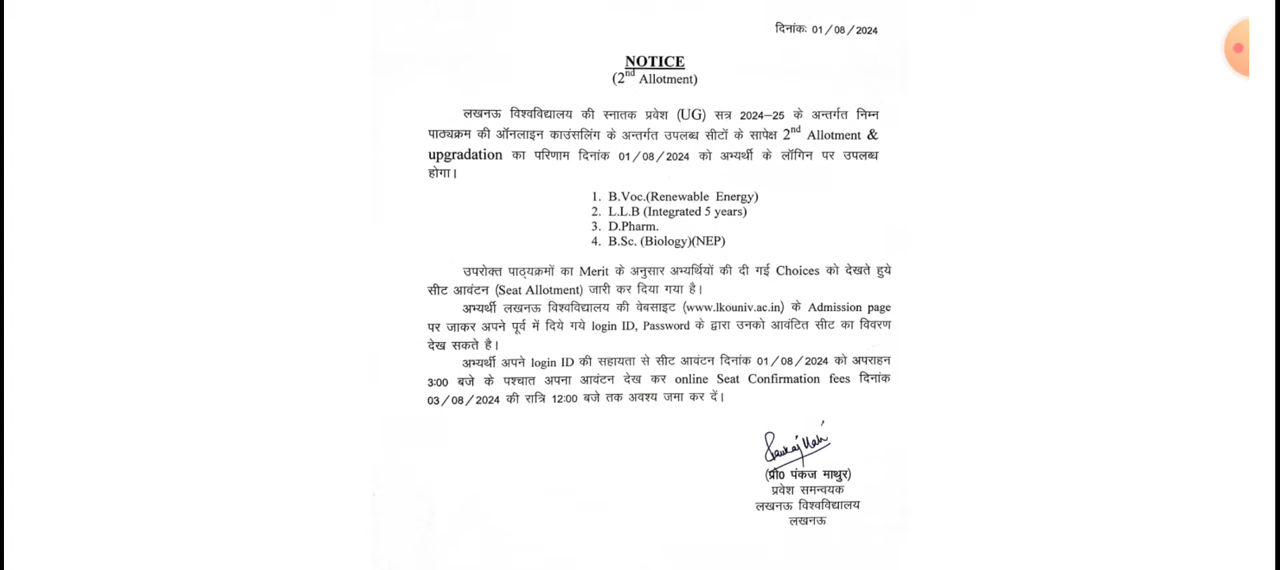 दिनांकः 01/08/2024
NOTICE
(2nd Allotment)
लखनऊ विश्वविद्यालय की स्नातक प्रवेश (UG) सत्र 2024-25 के अन्तर्गत निम्न
पाठ्यक्रम की ऑनलाइन काउंसलिंग के अन्तर्गत उपलब्ध सीटों के सापेक्ष 2nd Allotment &
upgradation का परिणाम दिनांक 01/08/2024 को अभ्यर्थी के लॉगिन पर उपलब्ध
होगा।
1. B.Voc.(Renewable Energy)
2. L.L.B (Integrated 5 years)
3. D.Pharm.
4. B.Sc. (Biology)(NEP)
उपरोक्त पाठ्यक्रमों का Merit के अनुसार अभ्यर्थियों की दी गई Choices को देखते हुये
सीट आवंटन (Seat Allotment) जारी कर दिया गया है।
अभ्यर्थी लखनऊ विश्वविद्यालय की वेबसाइट (www.lkouniv.ac.in) के Admission page
पर जाकर अपने पूर्व में दिये गये login ID, Password के द्वारा उनको आवंटित सीट का विवरण
देख सकते है।
अभ्यर्थी अपने login ID की सहायता से सीट आवंटन दिनांक 01/08/2024 को अपराहन
3:00 बजे के पश्चात अपना आवंटन देख कर online Seat Confirmation fees दिनांक
03/08/2024 की रात्रि 12:00 बजे तक अवश्य जमा कर दें।
(प्रो0 पंकज माथुर)
प्रवेश समन्वयक
लखनऊ विश्वविद्यालय
लखनऊ